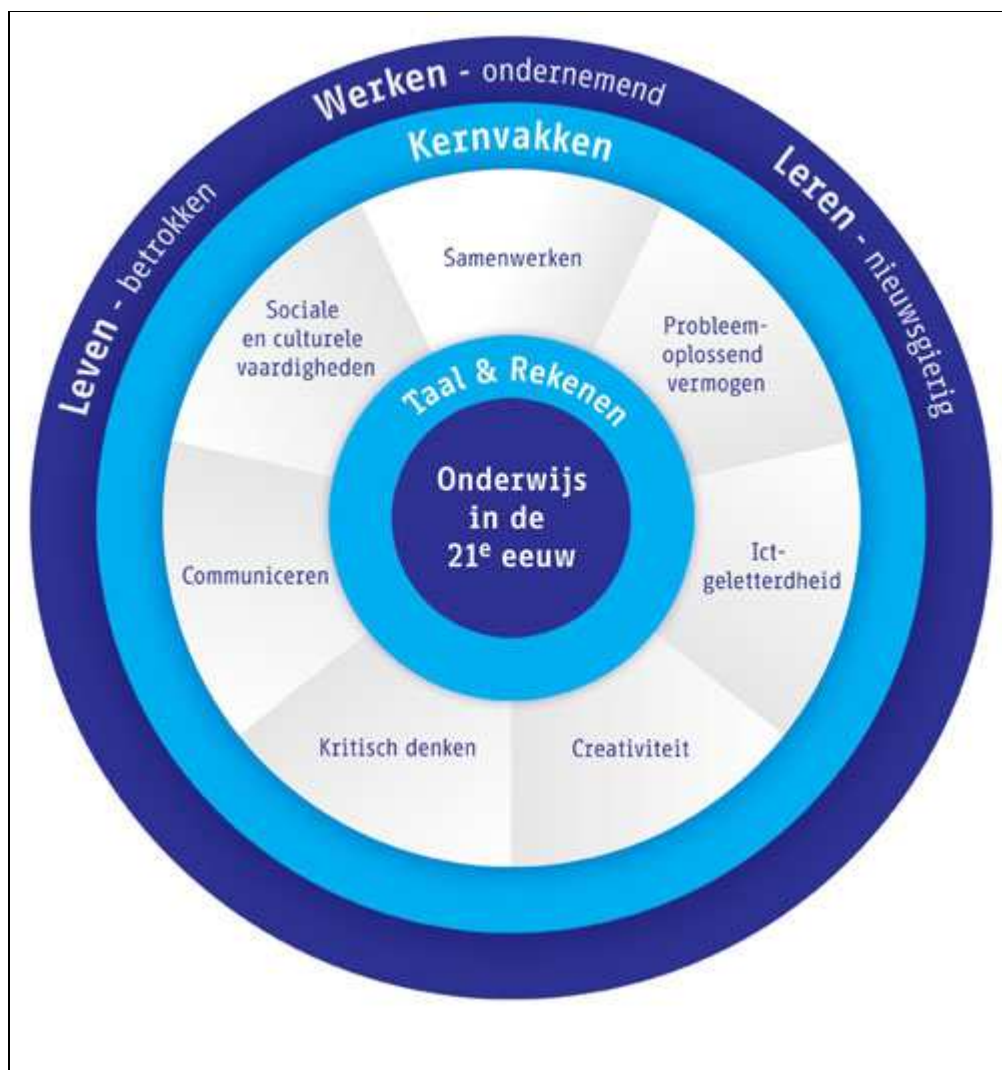 Leven - betrokken
Werken - ondernemend
Leren - nieuwsgierig
Kernvakken
Samenwerken
Sociale
en culturele
vaardigheden
Probleem-
oplossend
vermogen
Taal & Rekenen
Onderwijs
in de
21e eeuw
Communiceren
Ict-
geletterdheid
Kritisch denken
Creativiteit